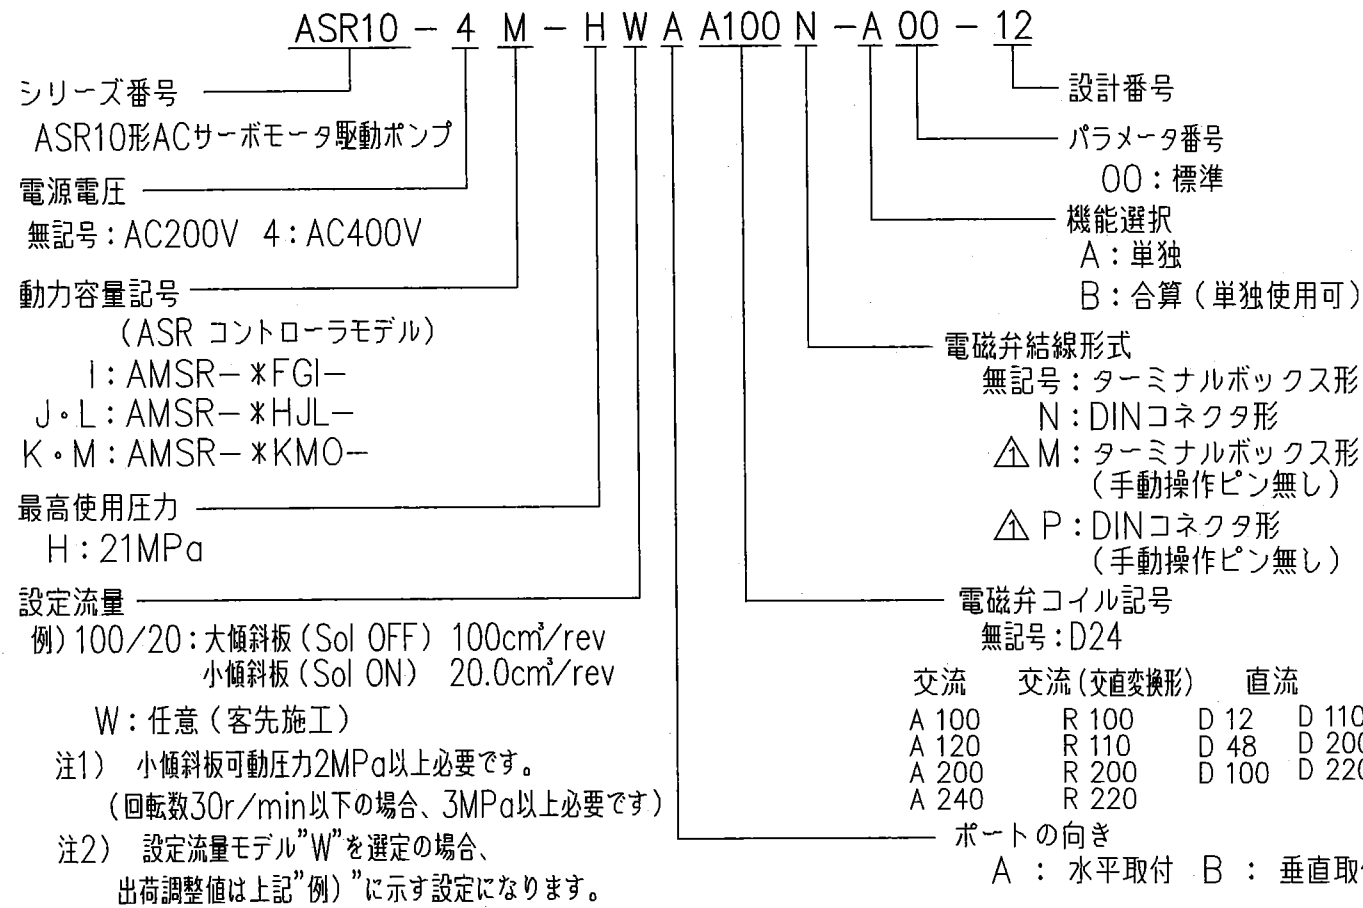 ASR10 - 4 M - H W A A100 N - A 00 - 12
シリーズ番号
ASR10形ACサーボモータ駆動ポンプ
電源電圧
無記号：AC200V 4：AC400V
動力容量記号
（ASR コントローラモデル）
I：AMSR-*FGI-
J・L：AMSR-*HJL-
K・M：AMSR-*KMO-
最高使用圧力
H：21MPa
設定流量
例）100/20：大傾斜板（Sol OFF） 100cm³/rev
小傾斜板（Sol ON） 20.0cm³/rev
W：任意（客先施工）
注1） 小傾斜板可動圧力2MPa以上必要です。
（回転数30r/min以下の場合、3MPa以上必要です）
注2） 設定流量モデル”W”を選定の場合、
出荷調整値は上記”例）”に示す設定になります。
設計番号
パラメータ番号
00：標準
機能選択
A：単独
B：合算（単独使用可）
電磁弁結線形式
無記号：ターミナルボックス形
N：DINコネクタ形
1 M：ターミナルボックス形
（手動操作ピン無し）
1 P：DINコネクタ形
（手動操作ピン無し）
電磁弁コイル記号
無記号：D24
交流 交流（交直変換形） 直流
A 100 R 100 D 12 D 110
A 120 R 110 D 48 D 200
A 200 R 200 D 100 D 220
A 240 R 220
ポートの向き
A ： 水平取付 B ： 垂直取